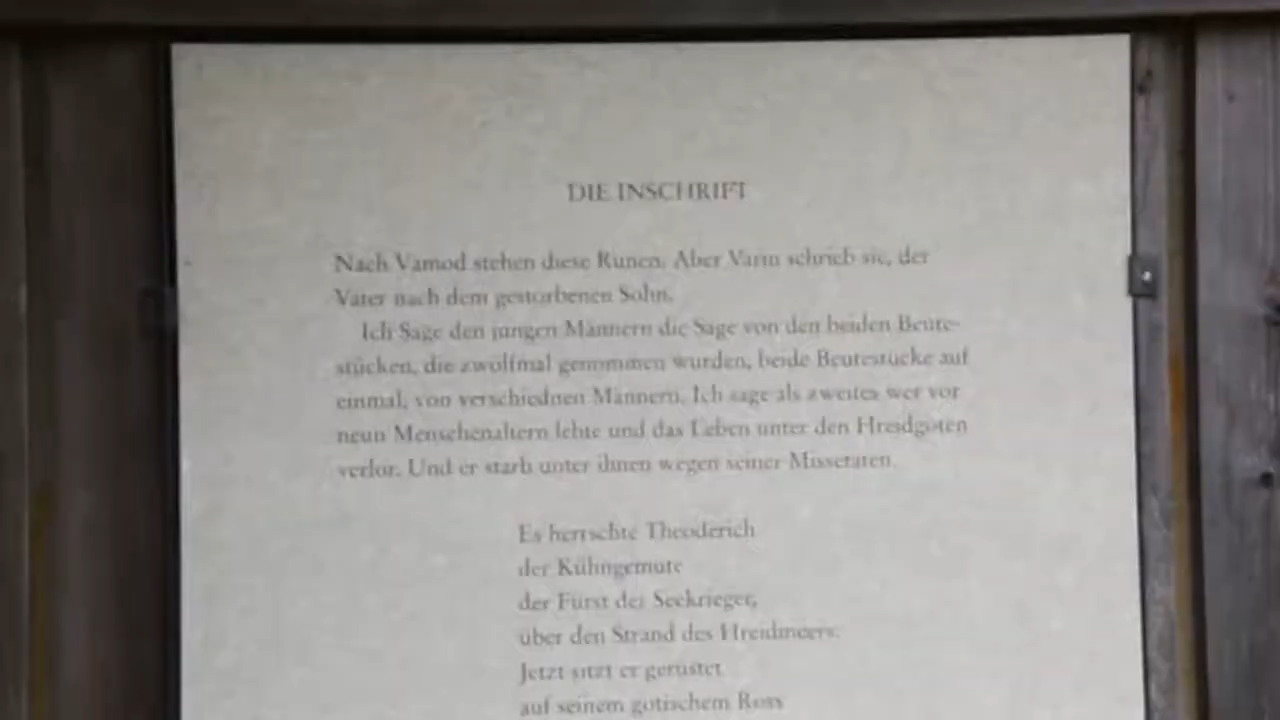 DIE INSCHRIFT
Nach Vamod stehen diese Runen. Aber Varin schrieb sie, der
Vater nach dem gestorbenen Sohn.
Ich Sage den jungen Männern die Sage von den beiden Beute-
stücken, die zwölfmal genommen wurden, beide Beutestücke auf
einmal, von verschiednen Männern. Ich sage als zweites wer vor
neun Menschenaltern lebte und das Leben unter den Hreidgoten
verlor. Und er starb unter ihnen wegen seiner Missetaten.
Es herrschte Theoderich
der Kühngemute
der Fürst der Seekrieger,
über den Strand des Hreidmeers.
Jetzt sitzt er gerüstet
auf seinem gotischem Ross